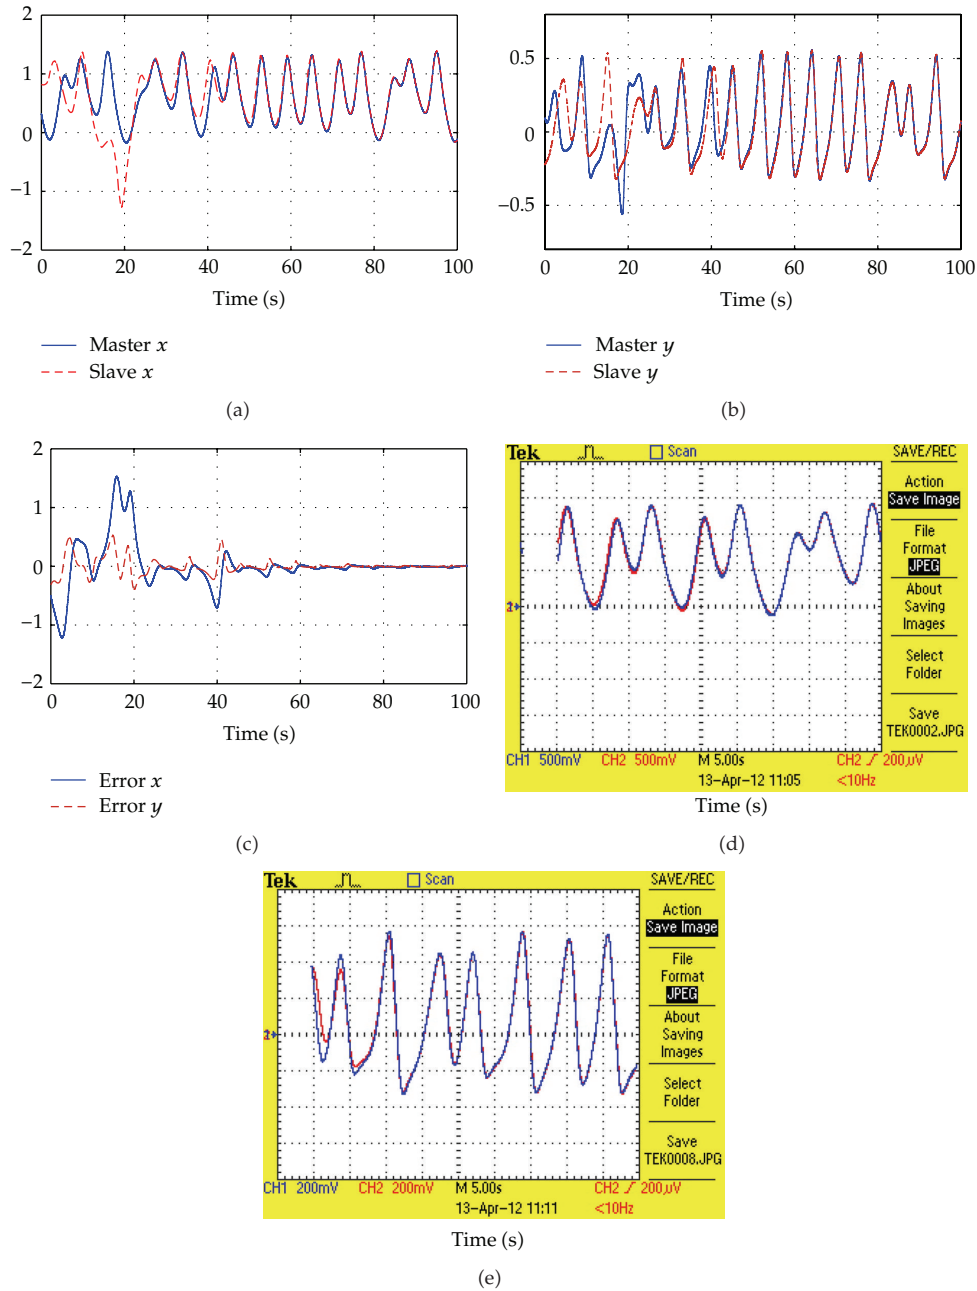 2
1
0
−1
−2
0 20 40 60 80 100
Time (s)
Master x
Slave x
(a)
0.5
0
−0.5
0 20 40 60 80 100
Time (s)
Master y
Slave y
(b)
2
1
0
−1
−2
0 20 40 60 80 100
Time (s)
Error x
Error y
(c)
Tek Scan SAVE/REC
Action
Save Image
File
Format
JPEG
About
Saving
Images
Select
Folder
Save
TEK0002.JPG
CH1 500mV CH2 500mV M 5.00s CH2 200µV
13-Apr-12 11:05 <10Hz
Time (s)
(d)
Tek Scan SAVE/REC
Action
Save Image
File
Format
JPEG
About
Saving
Images
Select
Folder
Save
TEK0008.JPG
CH1 200mV CH2 200mV M 5.00s CH2 200µV
13-Apr-12 11:11 <10Hz
Time (s)
(e)